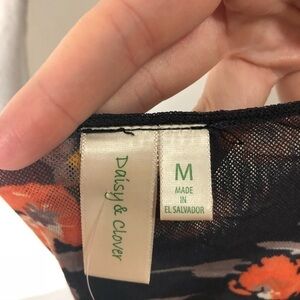 Daisy & Clover
M
MADE
IN
EL SALVADOR